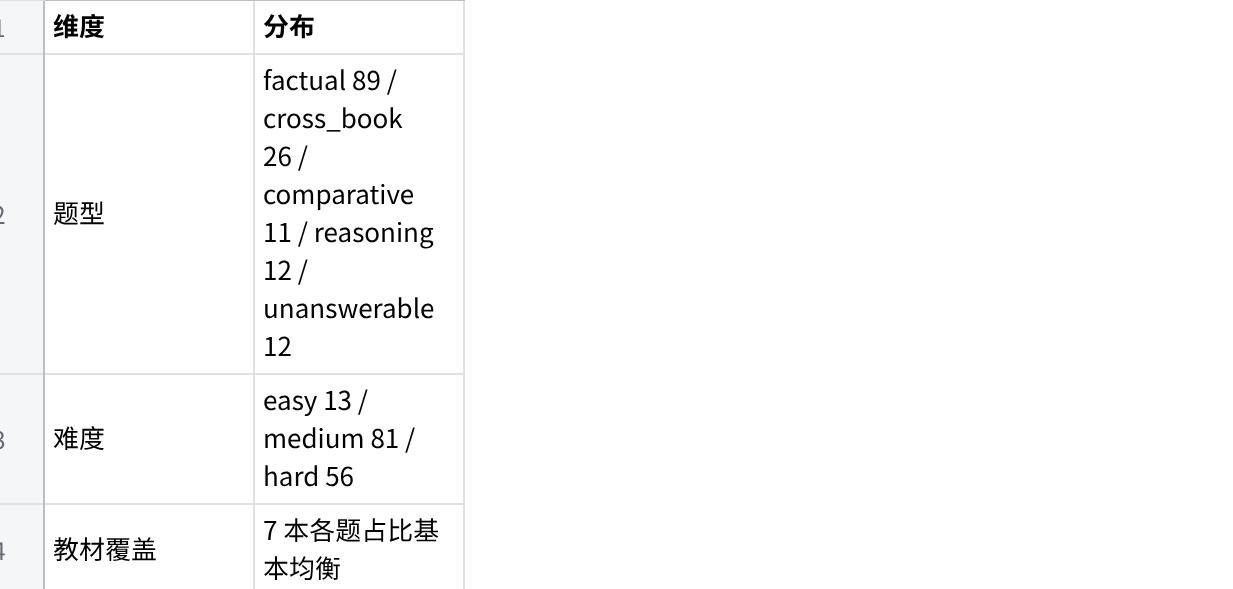 1 维度 分布
2 题型 factual 89 /
cross_book
26 /
comparative
11 / reasoning
12 /
unanswerable
12
3 难度 easy 13 /
medium 81 /
hard 56
4 教材覆盖 7 本各题占比基
本均衡